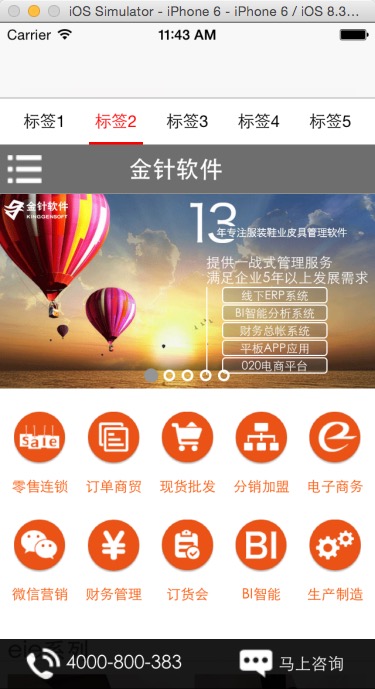 iOS Simulator - iPhone 6 - iPhone 6 / iOS 8.3...
Carrier 11:43 AM
标签1 标签2 标签3 标签4 标签5
金针软件
金针软件
KINGGENSOFT
13年专注服装鞋业皮具管理软件
提供一战式管理服务
满足企业5年以上发展需求
线下ERP系统
BI智能分析系统
财务总帐系统
平板APP应用
020电商平台
Sale
零售连锁 订单商贸 现货批发 分销加盟 电子商务
¥ BI
微信营销 财务管理 订货会 BI智能 生产制造
4000-800-383 马上咨询